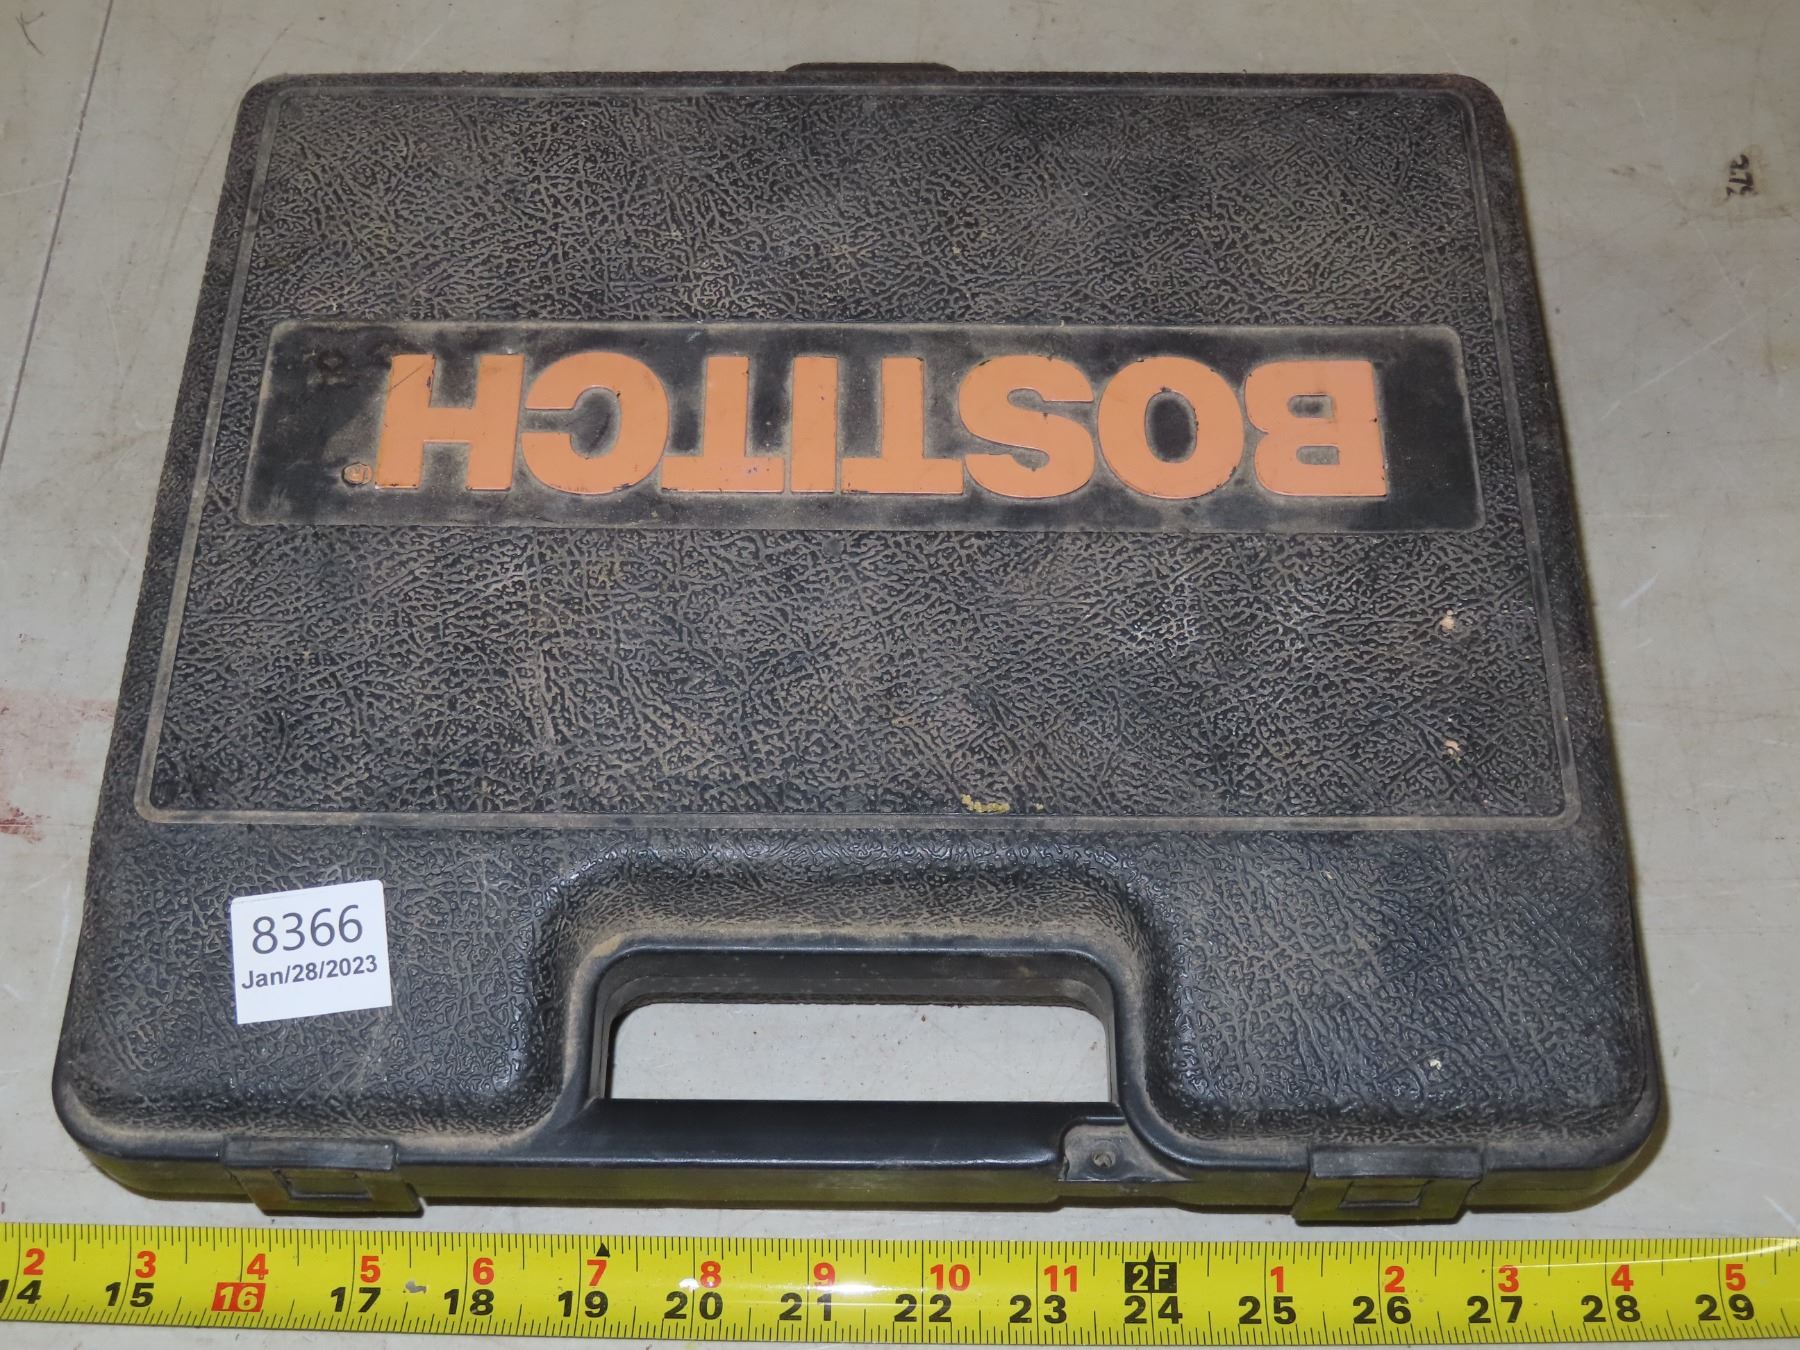 BOSTITCH®
8366
Jan/28/2023
2 3 4 5 6 7 8 9 10 11 2F 1 2 3 4 5
14 15 16 17 18 19 20 21 22 23 24 25 26 27 28 29